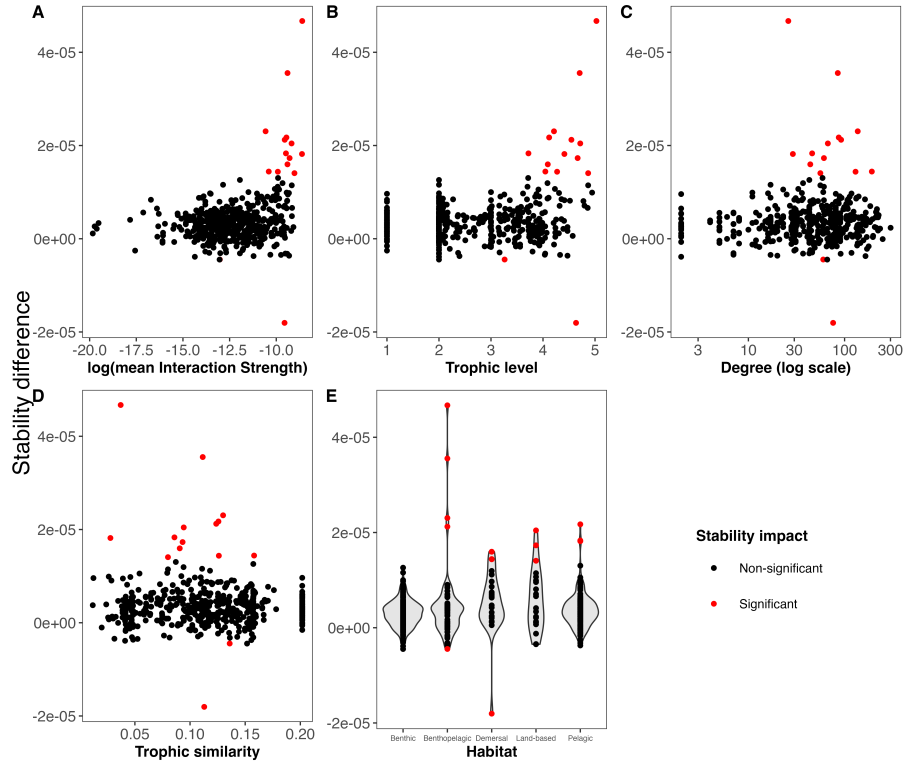 A
B
C
4e-05
2e-05
0e+00
-2e-05
4e-05
2e-05
0e+00
-2e-05
4e-05
2e-05
0e+00
-2e-05
-20.0 -17.5 -15.0 -12.5 -10.0
1 2 3 4 5
3 10 30 100 300
log(mean Interaction Strength)
Trophic level
Degree (log scale)
Stability difference
D
E
4e-05
2e-05
0e+00
-2e-05
4e-05
2e-05
0e+00
-2e-05
0.05 0.10 0.15 0.20
Benthic Benthopelagic Demersal Land-based Pelagic
Trophic similarity
Habitat
Stability impact
Non-significant
Significant